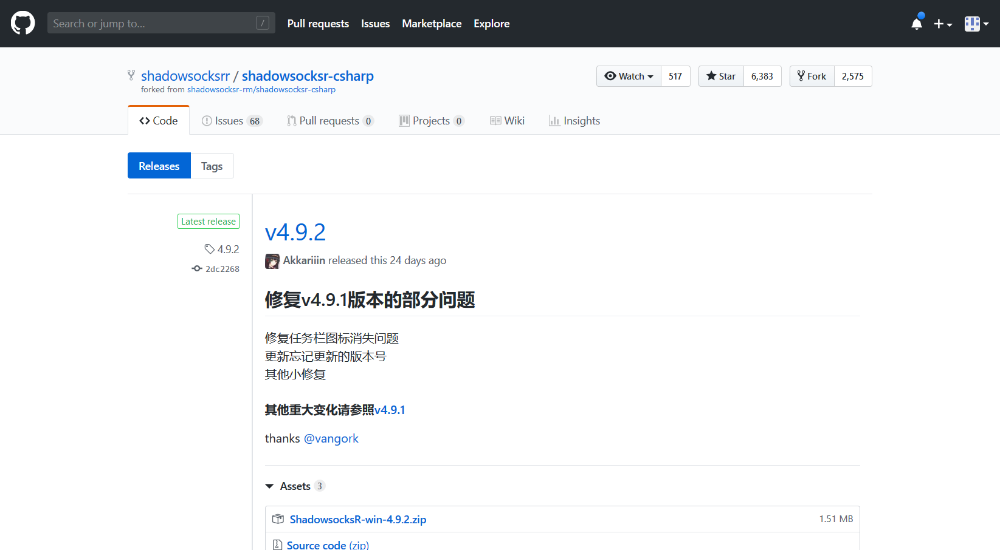 Search or jump to... /
Pull requests Issues Marketplace Explore
shadowsocksrr / shadowsocksr-csharp
forked from shadowsocksr-rm/shadowsocksr-csharp
Watch 517 Star 6,383 Fork 2,575
Code Issues 68 Pull requests 0 Projects 0 Wiki Insights
Releases Tags
Latest release
4.9.2
2dc2268
v4.9.2
Akkariiin released this 24 days ago
修复v4.9.1版本的部分问题
修复任务栏图标消失问题
更新忘记更新的版本号
其他小修复
其他重大变化请参照v4.9.1
thanks @vangork
Assets 3
ShadowsocksR-win-4.9.2.zip 1.51 MB
Source code (zip)